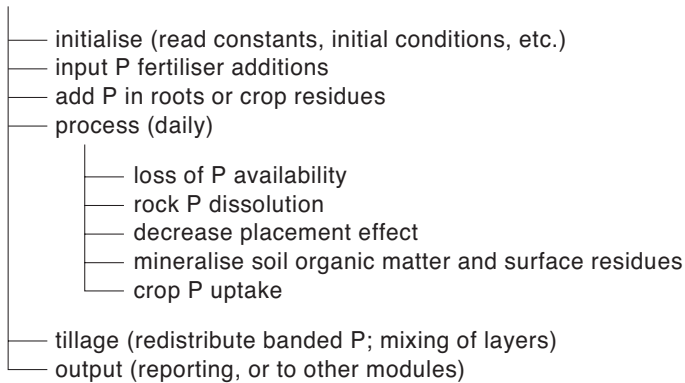 initialise (read constants, initial conditions, etc.)
input P fertiliser additions
add P in roots or crop residues
process (daily)
loss of P availability
rock P dissolution
decrease placement effect
mineralise soil organic matter and surface residues
crop P uptake
tillage (redistribute banded P; mixing of layers)
output (reporting, or to other modules)